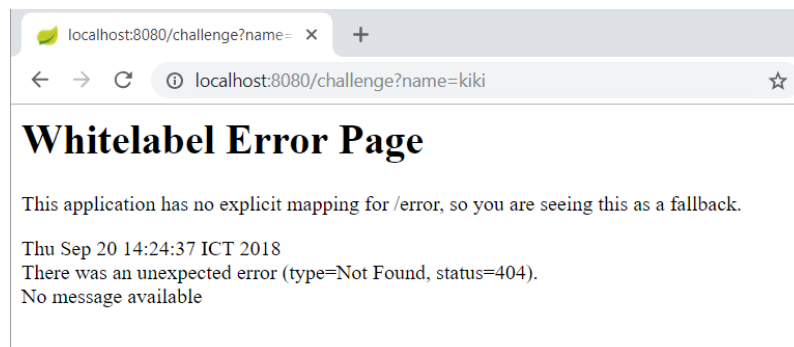 localhost:8080/challenge?name=
localhost:8080/challenge?name=kiki
Whitelabel Error Page
This application has no explicit mapping for /error, so you are seeing this as a fallback.
Thu Sep 20 14:24:37 ICT 2018
There was an unexpected error (type=Not Found, status=404).
No message available